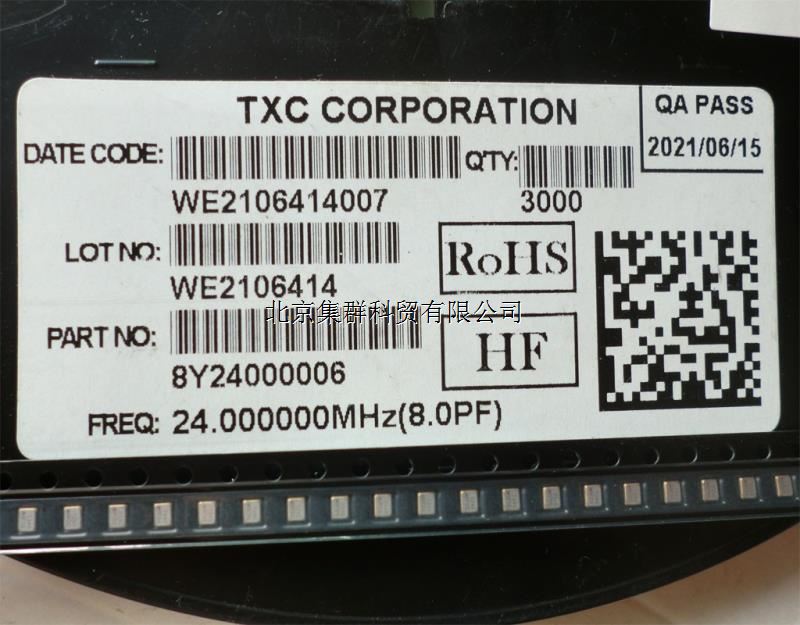 TXC CORPORATION
QA PASS
2021/06/15
DATE CODE:
Q'TY:
WE2106414007
3000
LOT NO:
RoHS
WE2106414
北京集群科贸有限公司
PART NO:
HF
8Y24000006
FREQ: 24.000000MHz(8.0PF)